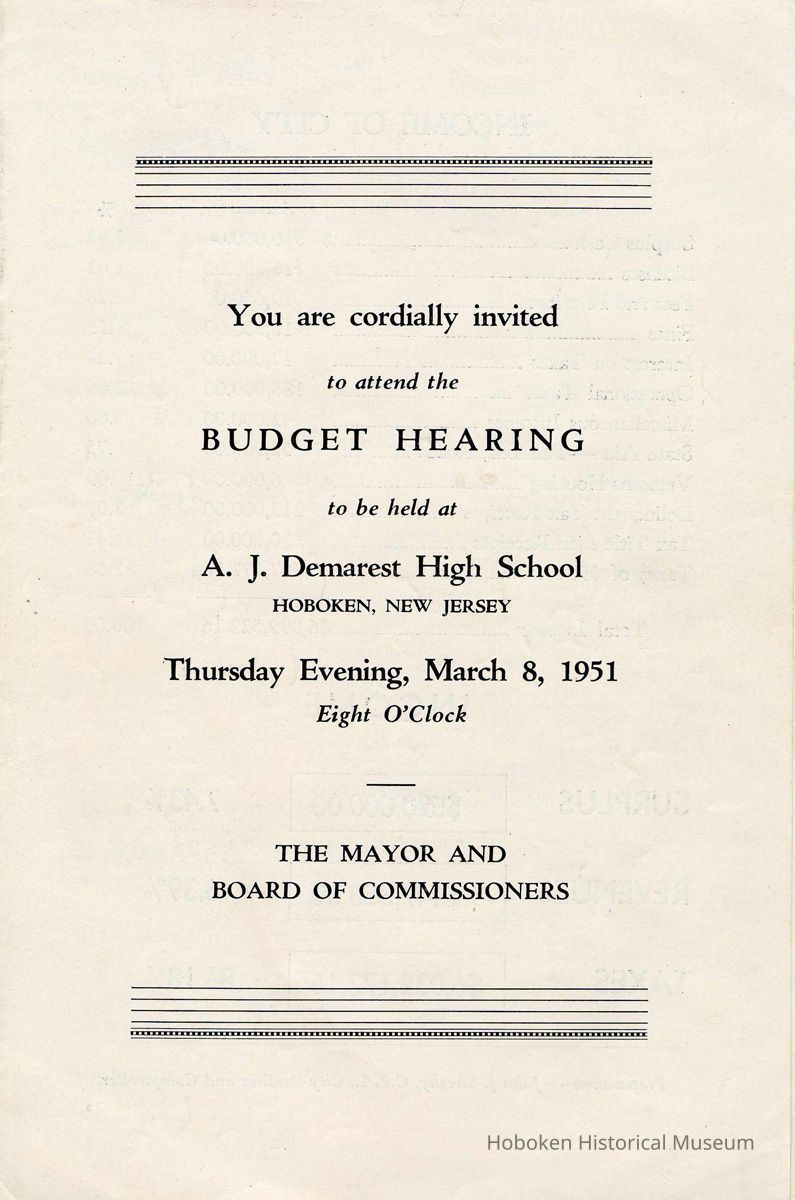 You are cordially invited
to attend the
BUDGET HEARING
to be held at
A. J. Demarest High School
HOBOKEN, NEW JERSEY
Thursday Evening, March 8, 1951
Eight O'Clock
THE MAYOR AND
BOARD OF COMMISSIONERS
Hoboken Historical Museum